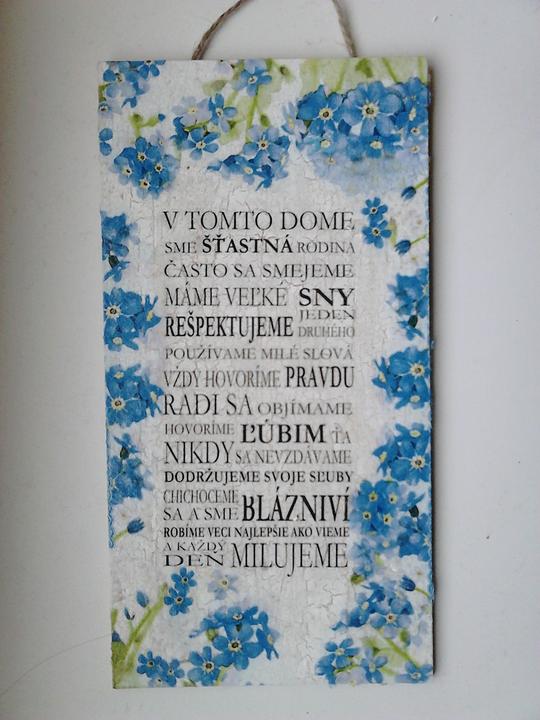 V TOMTO DOME
SME ŠŤASTNÁ RODINA
ČASTO SA SMEJEME
MÁME VEĽKÉ SNY
REŠPEKTUJEME JEDEN DRUHÉHO
POUŽÍVAME MILÉ SLOVÁ
VŽDY HOVORÍME PRAVDU
RADI SA OBJÍMAME
HOVORÍME ĽÚBIM ŤA
NIKDY SA NEVZDÁVAME
DODRŽUJEME SVOJE SĽUBY
CHICHOCEME
SA A SME BLÁZNIVÍ
ROBÍME VECI NAJLEPŠIE AKO VIEME
A KAŽDÝ
DEŇ MILUJEME